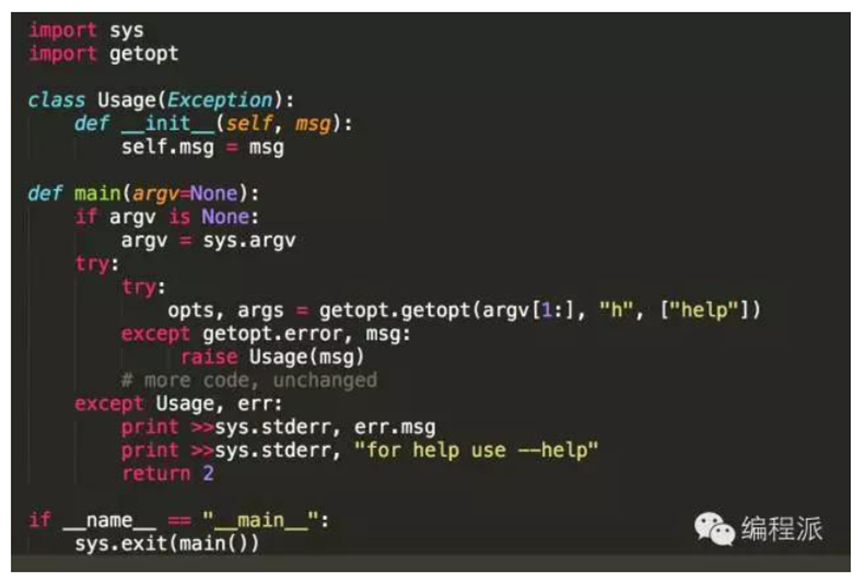 import sys
import getopt

class Usage(Exception):
    def __init__(self, msg):
        self.msg = msg

def main(argv=None):
    if argv is None:
        argv = sys.argv
    try:
        try:
            opts, args = getopt.getopt(argv[1:], "h", ["help"])
        except getopt.error, msg:
             raise Usage(msg)
        # more code, unchanged
    except Usage, err:
        print >>sys.stderr, err.msg
        print >>sys.stderr, "for help use --help"
        return 2

if __name__ == "__main__":
    sys.exit(main())
编程派